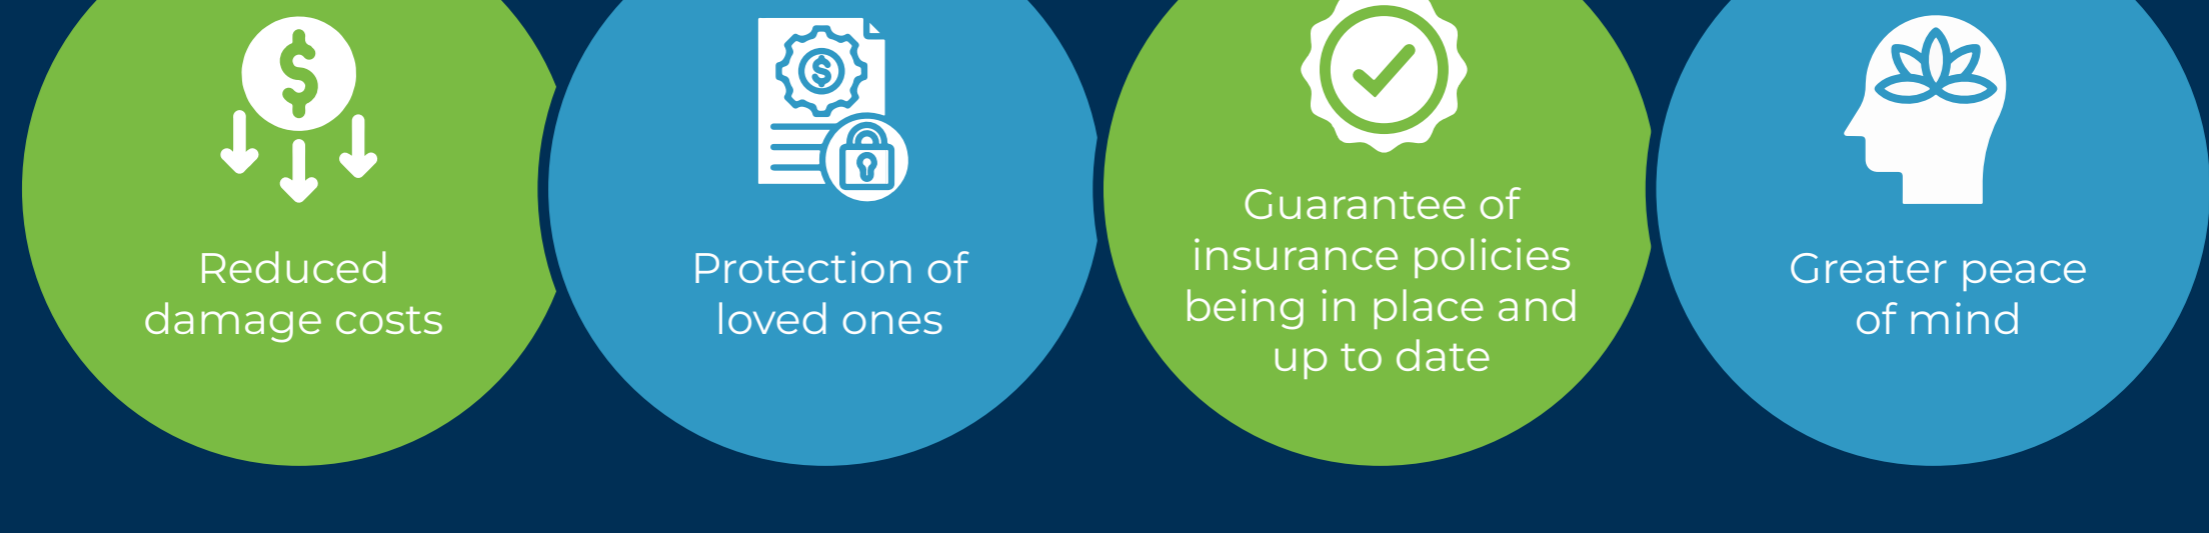 Reduced
damage costs
Protection of
loved ones
Guarantee of
insurance policies
being in place and
up to date
Greater peace
of mind